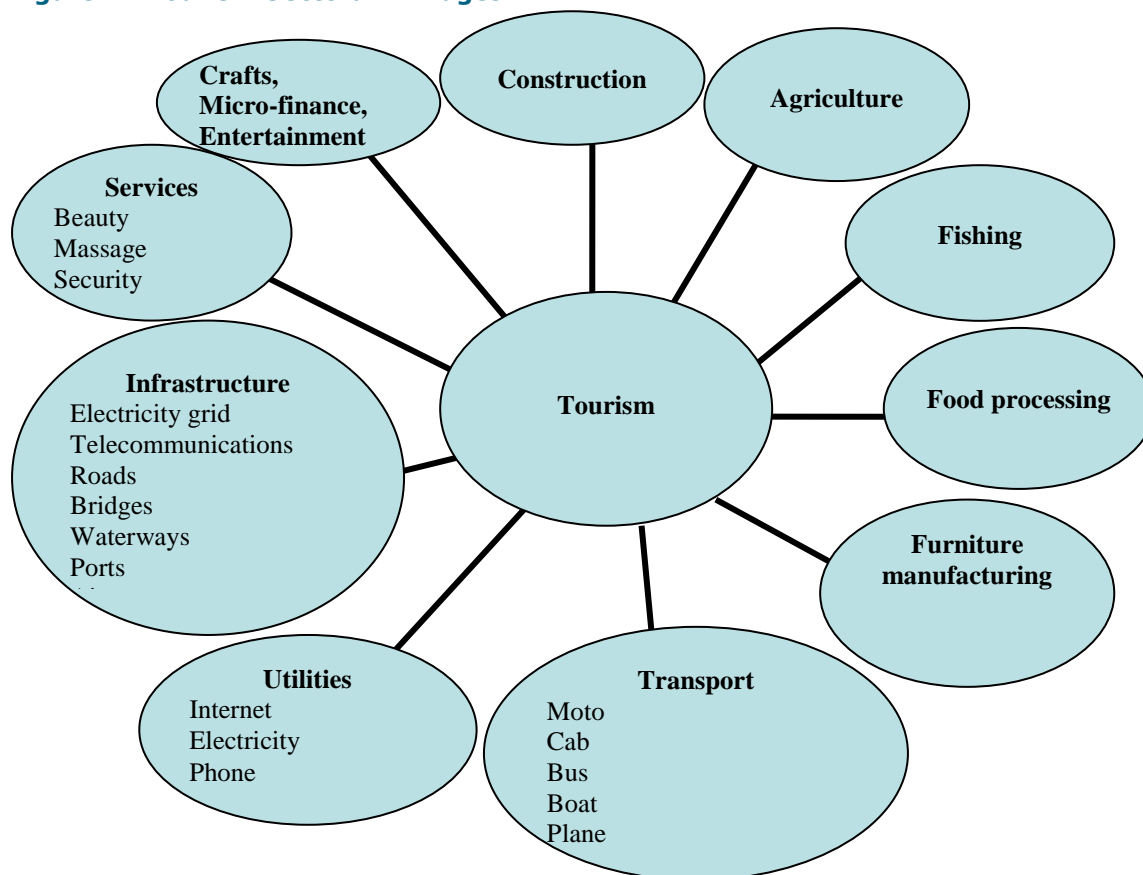 Crafts,
Micro-finance,
Entertainment
Construction
Agriculture
Services
Beauty
Massage
Security
Fishing
Infrastructure
Electricity grid
Telecommunications
Roads
Bridges
Waterways
Ports
Tourism
Food processing
Furniture
manufacturing
Utilities
Internet
Electricity
Phone
Transport
Moto
Cab
Bus
Boat
Plane